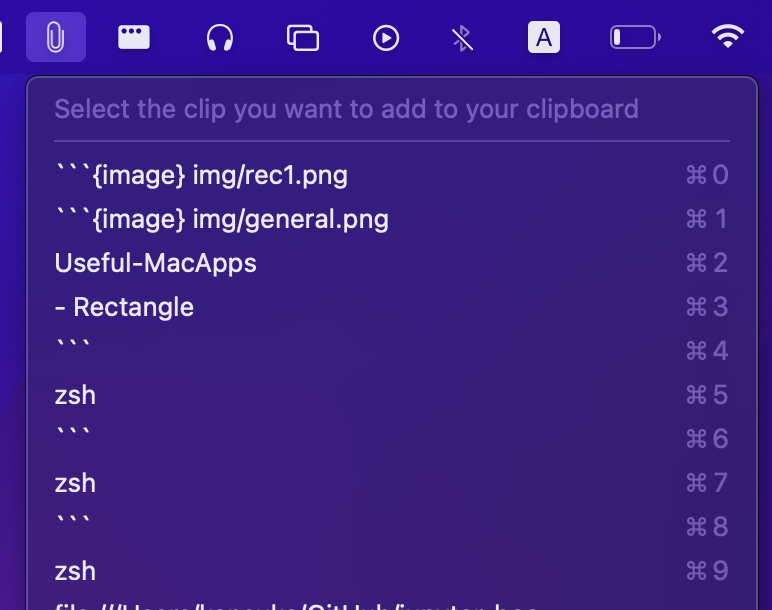 A
Select the clip you want to add to your clipboard
```{image} img/rec1.png ⌘0
```{image} img/general.png ⌘1
Useful-MacApps ⌘2
- Rectangle ⌘3
``` ⌘4
zsh ⌘5
``` ⌘6
zsh ⌘7
``` ⌘8
zsh ⌘9